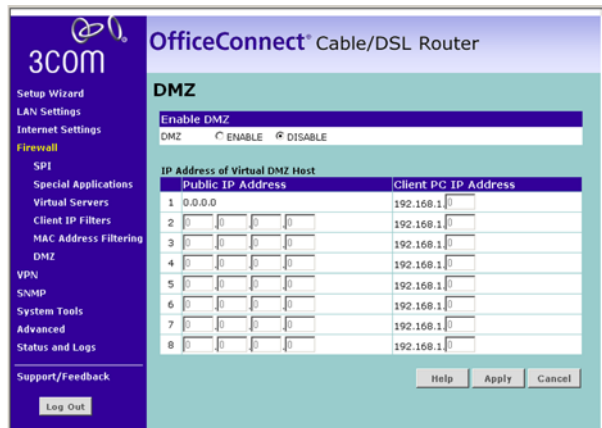 3COM
OfficeConnect® Cable/DSL Router
Setup Wizard
LAN Settings
Internet Settings
Firewall
SPI
Special Applications
Virtual Servers
Client IP Filters
MAC Address Filtering
DMZ
VPN
SNMP
System Tools
Advanced
Status and Logs
Support/Feedback
Log Out
DMZ
Enable DMZ
DMZ ENABLE DISABLE
IP Address of Virtual DMZ Host
Public IP Address Client PC IP Address
1 0.0.0.0 192.168.1.0
2 0.0.0.0 192.168.1.0
3 0.0.0.0 192.168.1.0
4 0.0.0.0 192.168.1.0
5 0.0.0.0 192.168.1.0
6 0.0.0.0 192.168.1.0
7 0.0.0.0 192.168.1.0
8 0.0.0.0 192.168.1.0
Help Apply Cancel